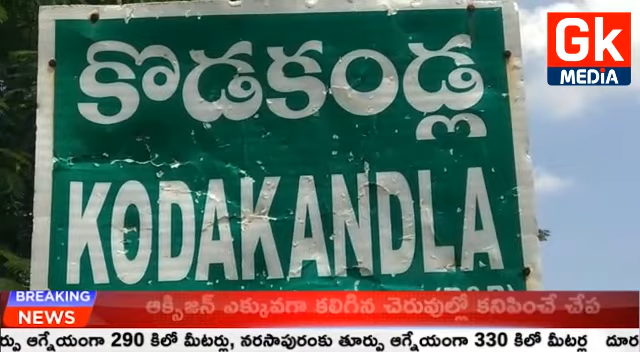 Gk
MEDiA
కొడకండ్ల
KODAKANDLA
BREAKING
NEWS
ఆక్సిజన్ ఎక్కువగా కలిగిన చెరువుల్లో కనిపించే చేప
ర్పు ఆగ్నేయంగా 290 కిలో మీటర్లు, నరసాపురంకు తూర్పు ఆగ్నేయంగా 330 కిలో మీటర్ల దూర